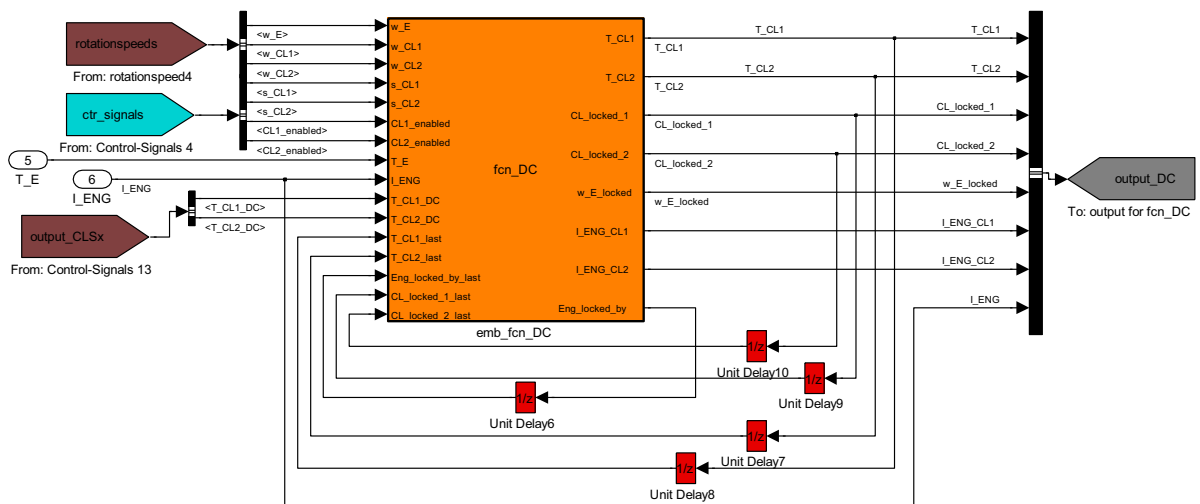 rotationspeeds
From: rotationspeed4
ctr_signals
From: Control-Signals 4
5
T_E
6
I_ENG
I_ENG
output_CLSx
From: Control-Signals 13
<w_E>
<w_CL1>
<w_CL2>
<s_CL1>
<s_CL2>
<CL1_enabled>
<CL2_enabled>
<T_CL1_DC>
<T_CL2_DC>
w_E
w_CL1
w_CL2
s_CL1
s_CL2
CL1_enabled
CL2_enabled
T_E
I_ENG
T_CL1_DC
T_CL2_DC
T_CL1_last
T_CL2_last
Eng_locked_by_last
CL_locked_1_last
CL_locked_2_last
fcn_DC
T_CL1
T_CL2
CL_locked_1
CL_locked_2
w_E_locked
I_ENG_CL1
I_ENG_CL2
Eng_locked_by
emb_fcn_DC
T_CL1
T_CL2
CL_locked_1
CL_locked_2
w_E_locked
T_CL1
T_CL2
T_CL1
T_CL2
CL_locked_1
CL_locked_2
w_E_locked
I_ENG_CL1
I_ENG_CL2
I_ENG
output_DC
To: output for fcn_DC
1/z
Unit Delay10
1/z
Unit Delay9
1/z
Unit Delay6
1/z
Unit Delay7
1/z
Unit Delay8